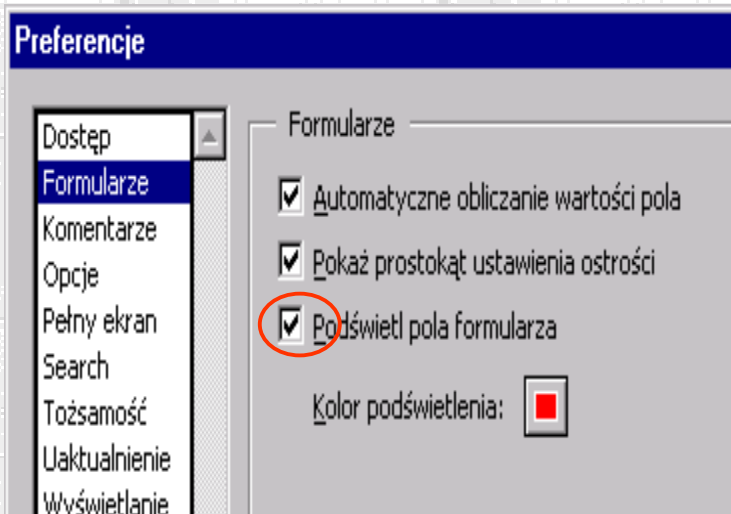 Preferencje
Dostęp
Formularze
Komentarze
Opcje
Pełny ekran
Search
Tożsamość
Uaktualnienie
Wyświetlanie
Formularze
Automatyczne obliczanie wartości pola
Pokaż prostokąt ustawienia ostrości
Podświetl pola formularza
Kolor podświetlenia: